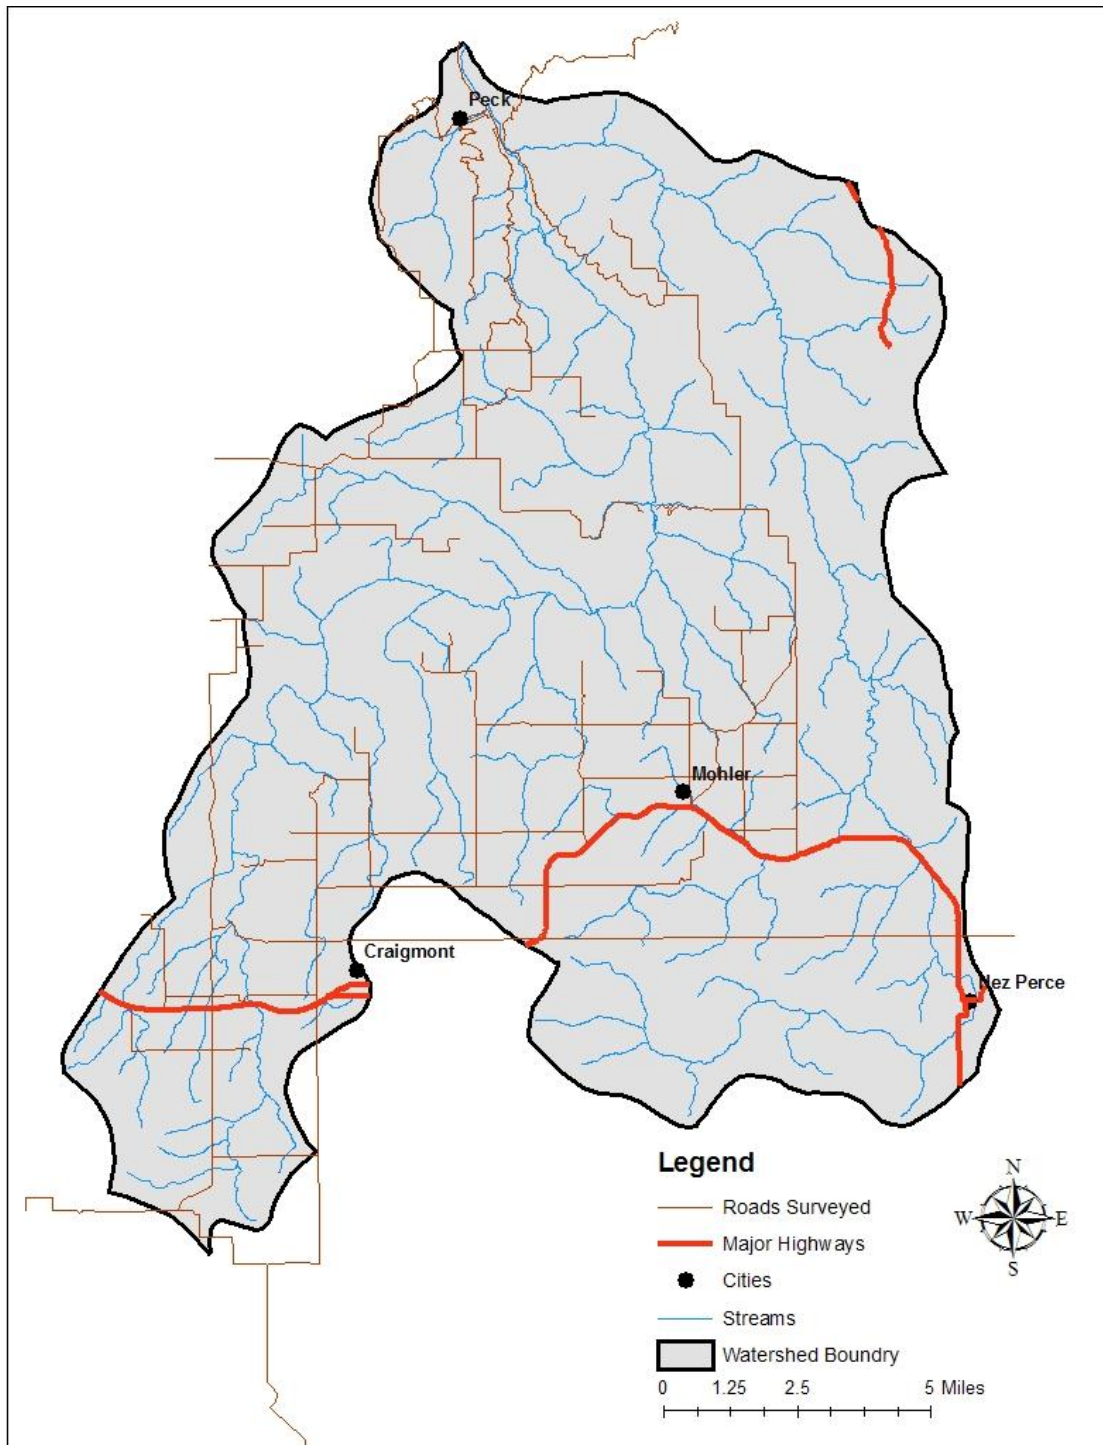 Peck
Mohler
Craigmont
Nez Perce
Legend
Roads Surveyed
Major Highways
Cities
Streams
Watershed Boundry
0 1.25 2.5 5 Miles
N
W E
S